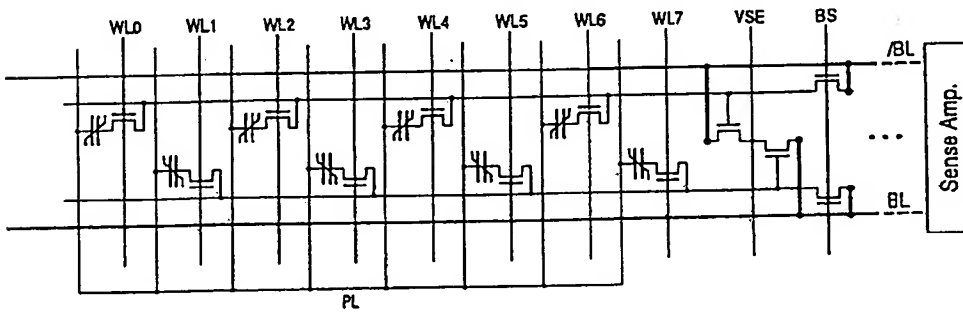 WL0 WL1 WL2 WL3 WL4 WL5 WL6 WL7 VSE BS
/BL
Sense Amp.
BL
PL